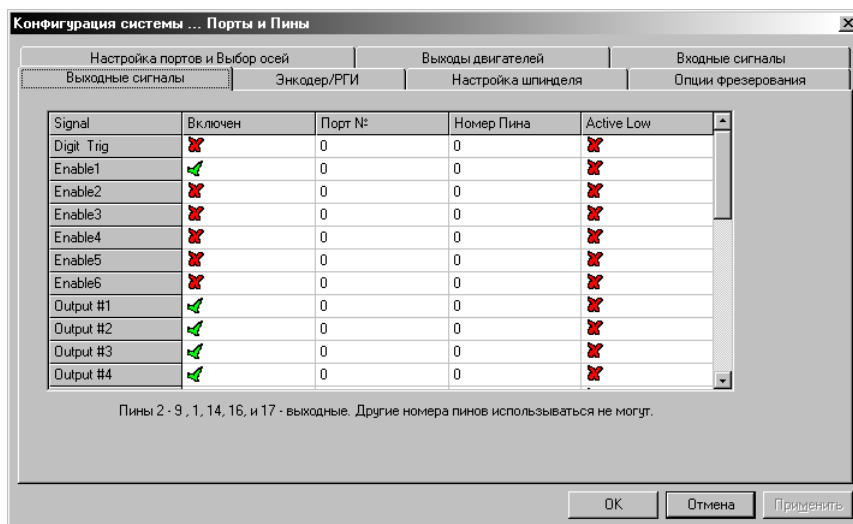 Конфигурация системы ... Порты и Пины
Настройка портов и Выбор осей Выходы двигателей Входные сигналы
Выходные сигналы Энкодер/РГИ Настройка шпинделя Опции фрезерования
Signal Включен Порт № Номер Пина Active Low
Digit Trig 0 0
Enable1 0 0
Enable2 0 0
Enable3 0 0
Enable4 0 0
Enable5 0 0
Enable6 0 0
Output #1 0 0
Output #2 0 0
Output #3 0 0
Output #4 0 0
Пины 2 - 9 , 1, 14, 16, и 17 - выходные. Другие номера пинов использываться не могут.
OK Отмена Применить